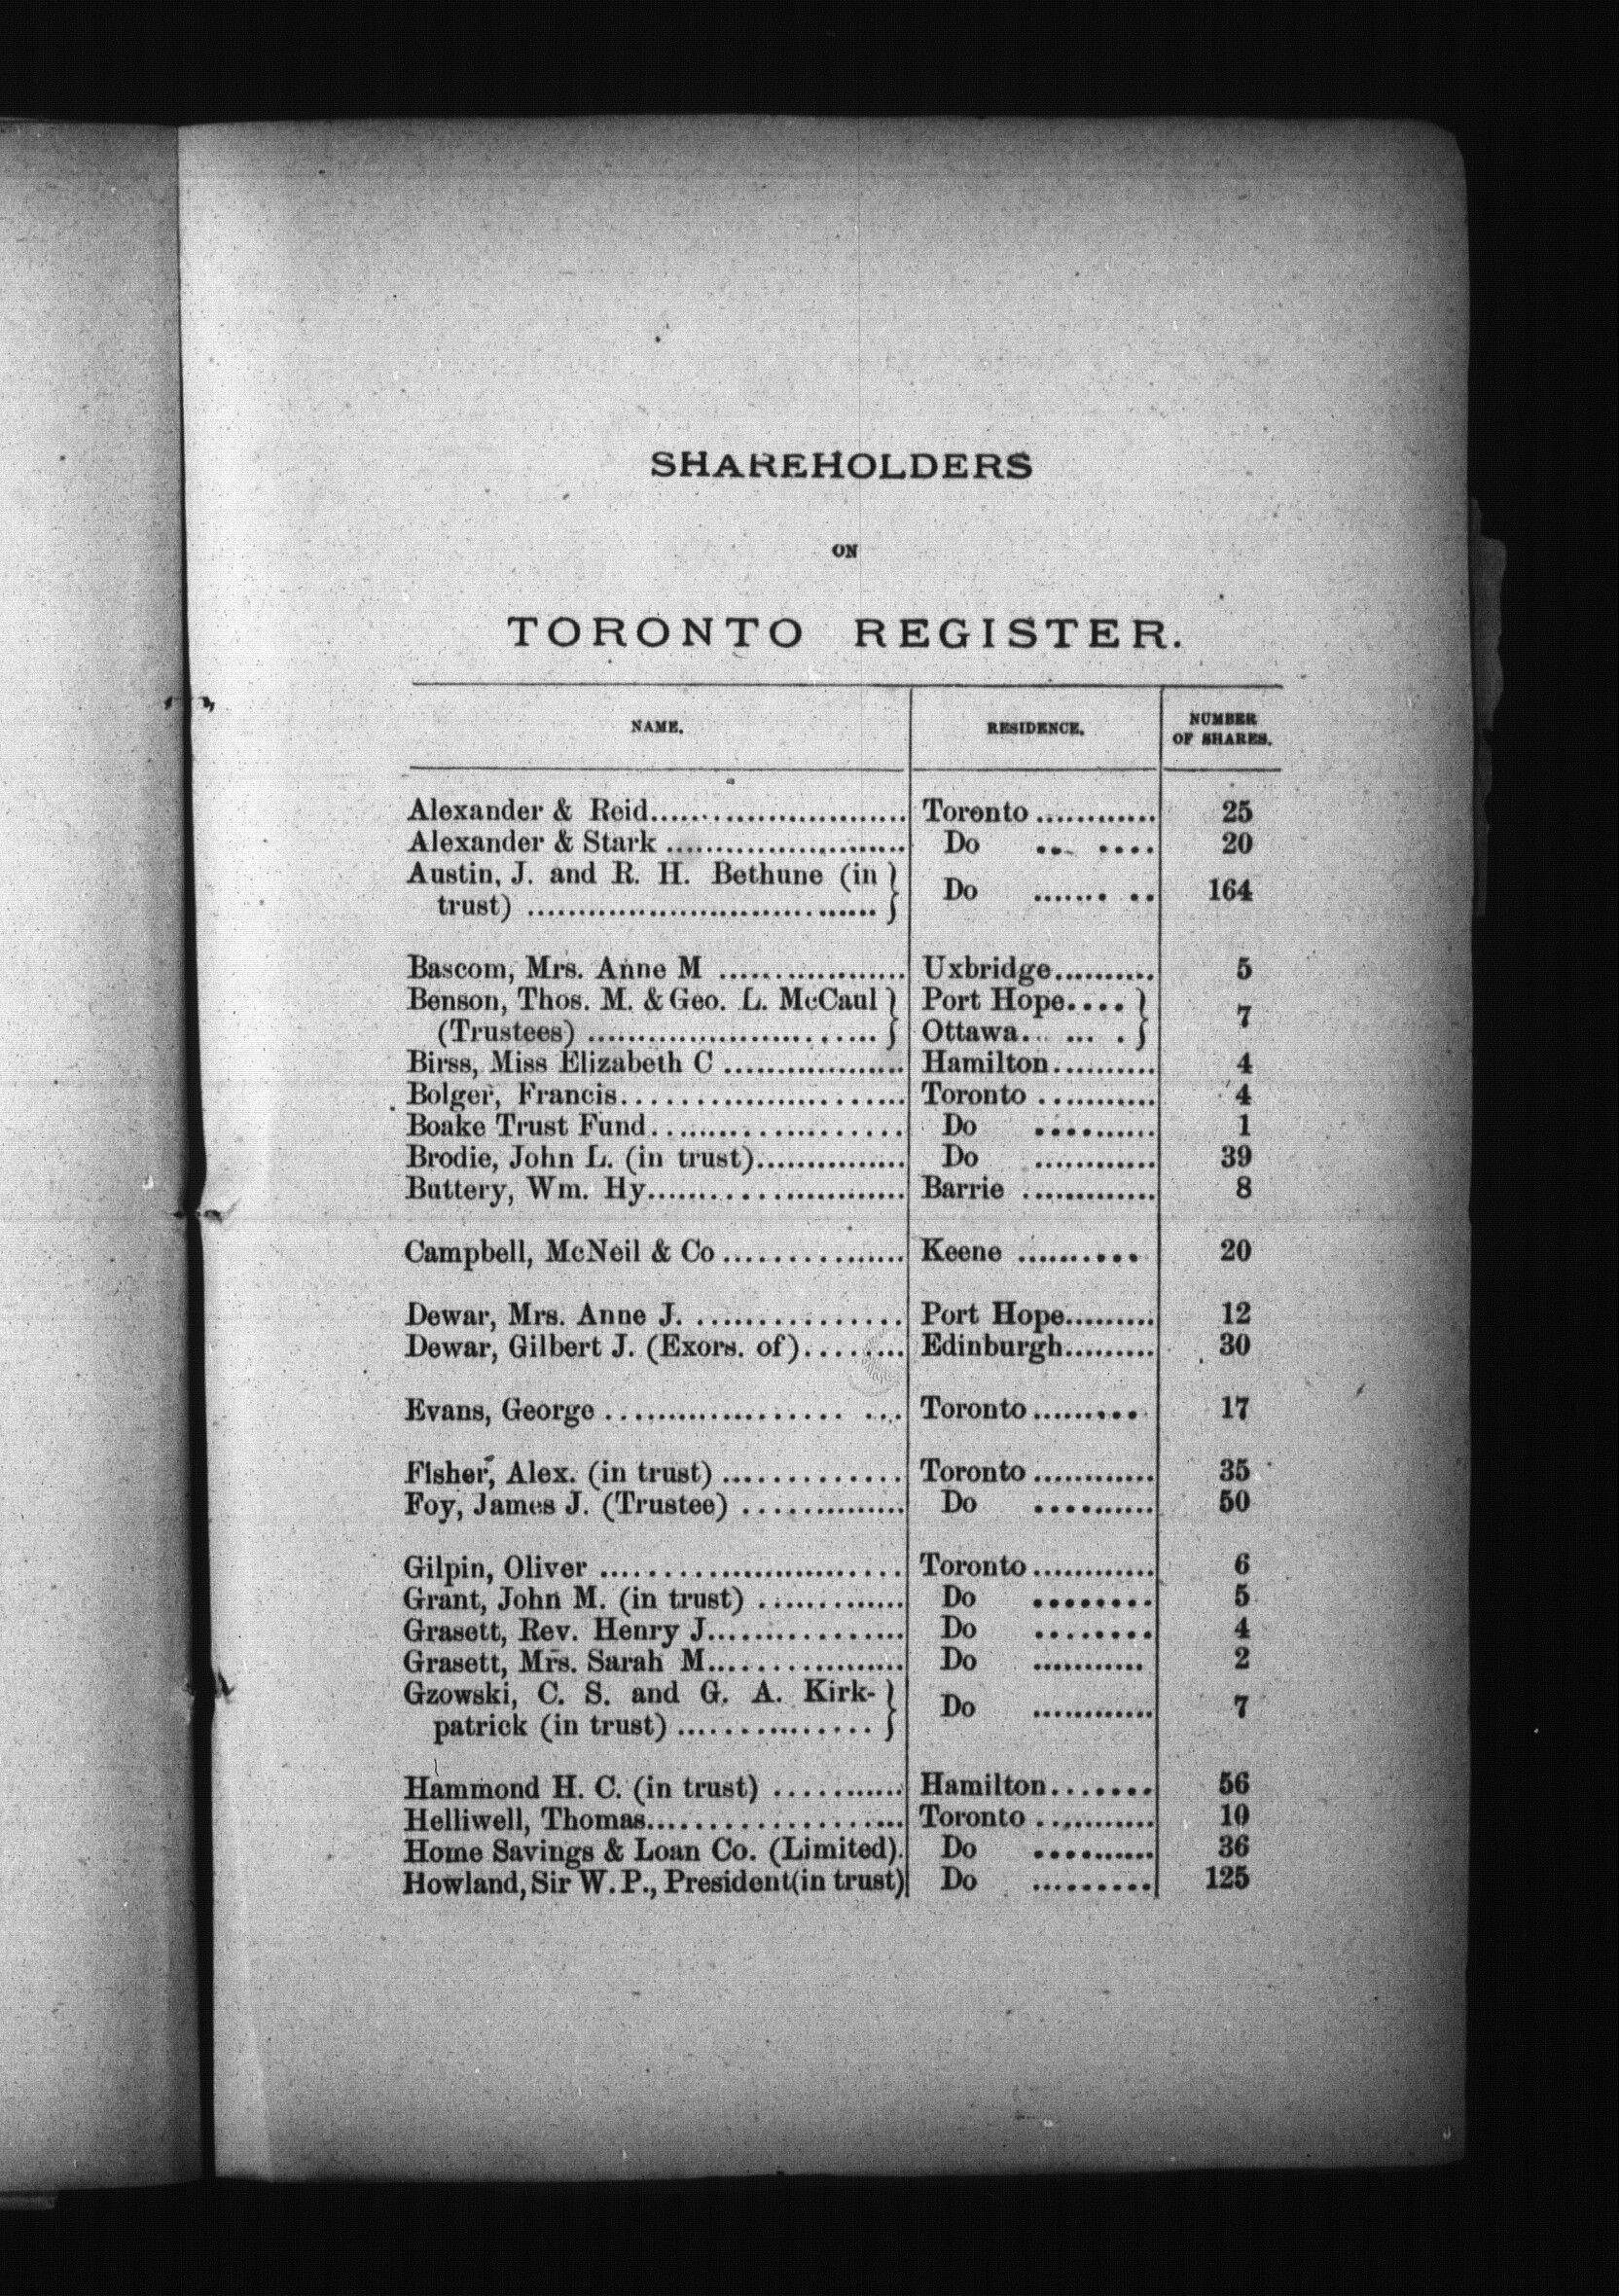 SHAREHOLDERS
ON
TORONTO REGISTER.
NAME. RESIDENCE. NUMBER OF SHARES.
Alexander & Reid.......................... Toronto ............ 25
Alexander & Stark ........................ Do .. .... 20
Austin, J. and R. H. Bethune (in
trust) ................................... } Do ....... .. 164
Bascom, Mrs. Anne M ................... Uxbridge.......... 5
Benson, Thos. M. & Geo. L. McCaul } Port Hope.... } 7
(Trustees) ............................. Ottawa.. ... .
Birss, Miss Elizabeth C .................. Hamilton.......... 4
Bolger, Francis........................ Toronto ........... 4
Boake Trust Fund...................... Do .......... 1
Brodie, John L. (in trust)............... Do ............ 39
Buttery, Wm. Hy......................... Barrie ............. 8
Campbell, McNeil & Co ................ Keene .......... 20
Dewar, Mrs. Anne J. ................ Port Hope......... 12
Dewar, Gilbert J. (Exors. of)........ Edinburgh......... 30
Evans, George .................... ... Toronto ......... 17
Fisher, Alex. (in trust) .............. Toronto ............ 35
Foy, James J. (Trustee) .............. Do .......... 50
Gilpin, Oliver .......................... Toronto ............ 6
Grant, John M. (in trust) ............. Do ........ 5
Grasett, Rev. Henry J................. Do ........ 4
Grasett, Mrs. Sarah M.................. Do ........... 2
Gzowski, C. S. and G. A. Kirk-
patrick (in trust) ............... } Do ............ 7
Hammond H. C. (in trust) ............ Hamilton....... 56
Helliwell, Thomas.................... Toronto ........... 10
Home Savings & Loan Co. (Limited). Do .......... 36
Howland, Sir W. P., President (in trust) Do ......... 125